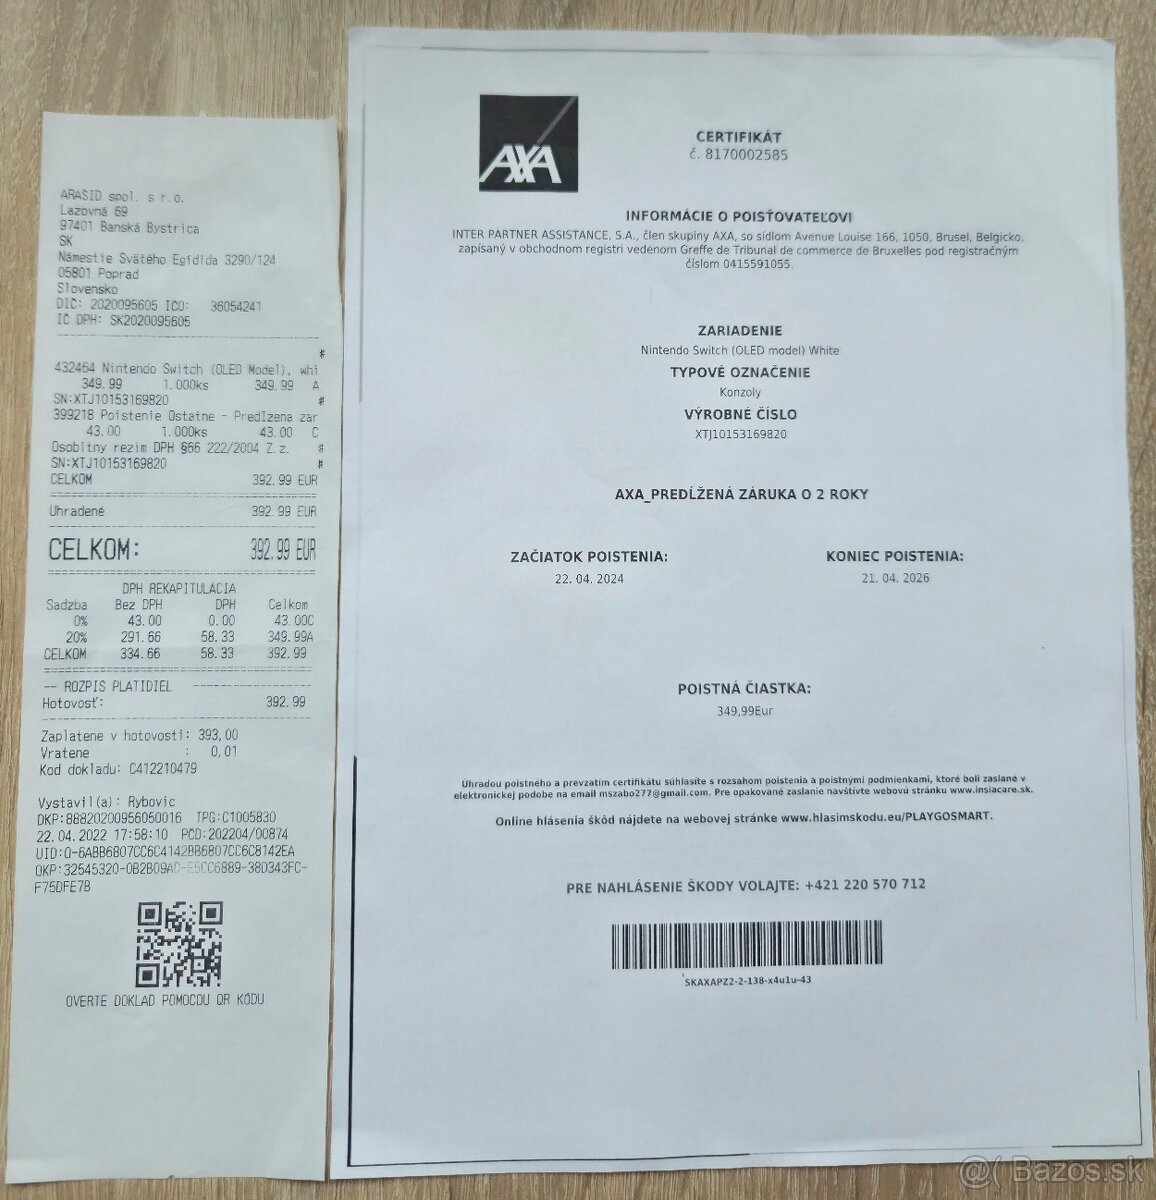 ARASID spol. s r.o.
Lazovná 69
97401 Banská Bystrica
SK
Námestie Svätého Egídida 3290/124
05801 Poprad
Slovensko
DIČ: 2020095605 IČO: 36054241
IČ DPH: SK2020095605
#
432464 Nintendo Switch (OLED Model), whi
349.99 1.000ks 349.99 A
SN:XTJ10153169820 #
399218 Poistenie Ostatne - Predlzena zar
43.00 1.000ks 43.00 C
Osobitny rezim DPH §66 222/2004 Z.z. #
SN:XTJ10153169820 #
CELKOM 392.99 EUR
Uhradené 392.99 EUR
CELKOM: 392.99 EUR
DPH REKAPITULÁCIA
Sadzba Bez DPH DPH Celkom
0% 43.00 0.00 43.00C
20% 291.66 58.33 349.99A
CELKOM 334.66 58.33 392.99
-- ROZPIS PLATIDIEL
Hotovosť: 392.99
Zaplatene v hotovosti: 393,00
Vratene : 0,01
Kod dokladu: C412210479
Vystavil(a): Rybovic
DKP:88820200956050016 TPG:C1005830
22.04.2022 17:58:10 PCD:202204/00874
UID:O-6ABB6807CC6C4142BB6807CC6C8142EA
OKP:32545320-0B2B09AD-E5CC6889-38D343FC-
F75DFE7B
OVERTE DOKLAD POMOCOU QR KÓDU
AXA
CERTIFIKÁT
č. 8170002585
INFORMÁCIE O POISŤOVATEĽOVI
INTER PARTNER ASSISTANCE, S.A., člen skupiny AXA, so sídlom Avenue Louise 166, 1050, Brusel, Belgicko,
zapísaný v obchodnom registri vedenom Greffe de Tribunal de commerce de Bruxelles pod registračným
číslom 0415591055.
ZARIADENIE
Nintendo Switch (OLED model) White
TYPOVÉ OZNAČENIE
Konzoly
VÝROBNÉ ČÍSLO
XTJ10153169820
AXA_PREDĹŽENÁ ZÁRUKA O 2 ROKY
ZAČIATOK POISTENIA: KONIEC POISTENIA:
22. 04. 2024 21. 04. 2026
POISTNÁ ČIASTKA:
349,99Eur
Uhradou poistného a prevzatím certifikátu súhlasíte s rozsahom poistenia a poistnými podmienkami, ktoré boli zaslané v
elektronickej podobe na email mszabo277@gmail.com. Pre opakované zaslanie navštívte webovú stránku www.insiacare.sk.
Online hlásenia škôd nájdete na webovej stránke www.hlasimskodu.eu/PLAYGOSMART.
PRE NAHLÁSENIE ŠKODY VOLAJTE: +421 220 570 712
SKAXAPZ2-2-138-x4u1u-43
Bazos.sk